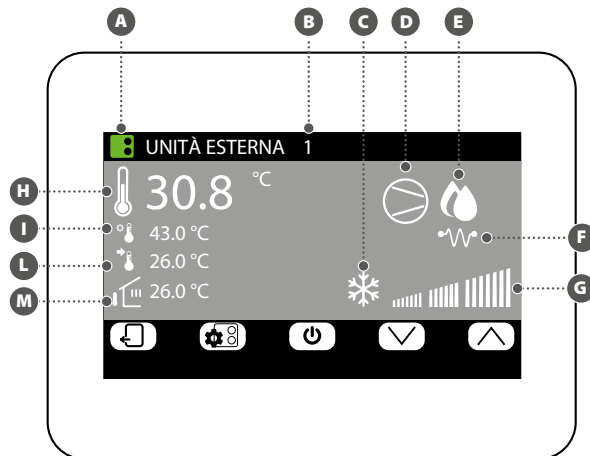 A B C D E
UNITÀ ESTERNA 1
H 30.8 °C
I 43.0 °C F
L 26.0 °C
M 26.0 °C G